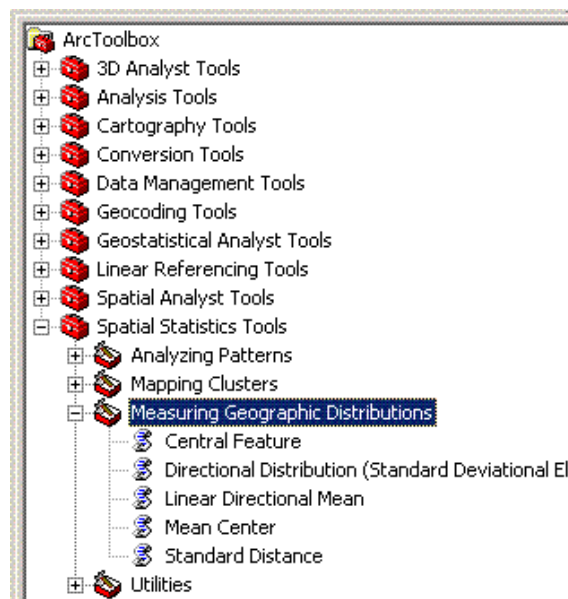 ArcToolbox
3D Analyst Tools
Analysis Tools
Cartography Tools
Conversion Tools
Data Management Tools
Geocoding Tools
Geostatistical Analyst Tools
Linear Referencing Tools
Spatial Analyst Tools
Spatial Statistics Tools
Analyzing Patterns
Mapping Clusters
Measuring Geographic Distributions
Central Feature
Directional Distribution (Standard Deviational El
Linear Directional Mean
Mean Center
Standard Distance
Utilities